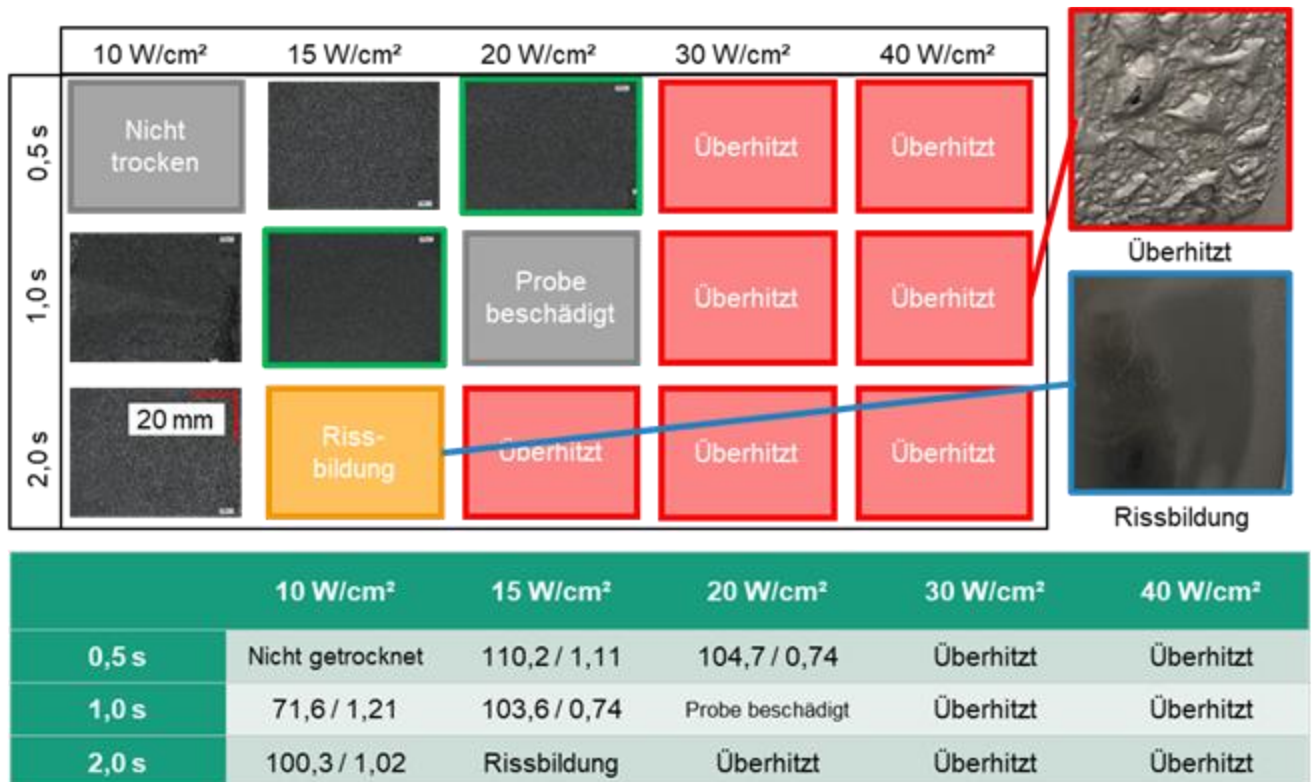 10 W/cm² 15 W/cm² 20 W/cm² 30 W/cm² 40 W/cm²
0,5 s
Nicht
trocken
Überhitzt
Überhitzt
Überhitzt
1,0 s
Probe
beschädigt
Überhitzt
Überhitzt
2,0 s
20 mm
Riss-
bildung
Überhitzt
Überhitzt
Überhitzt
Rissbildung
10 W/cm² 15 W/cm² 20 W/cm² 30 W/cm² 40 W/cm²
0,5 s Nicht getrocknet 110,2 / 1,11 104,7 / 0,74 Überhitzt Überhitzt
1,0 s 71,6 / 1,21 103,6 / 0,74 Probe beschädigt Überhitzt Überhitzt
2,0 s 100,3 / 1,02 Rissbildung Überhitzt Überhitzt Überhitzt